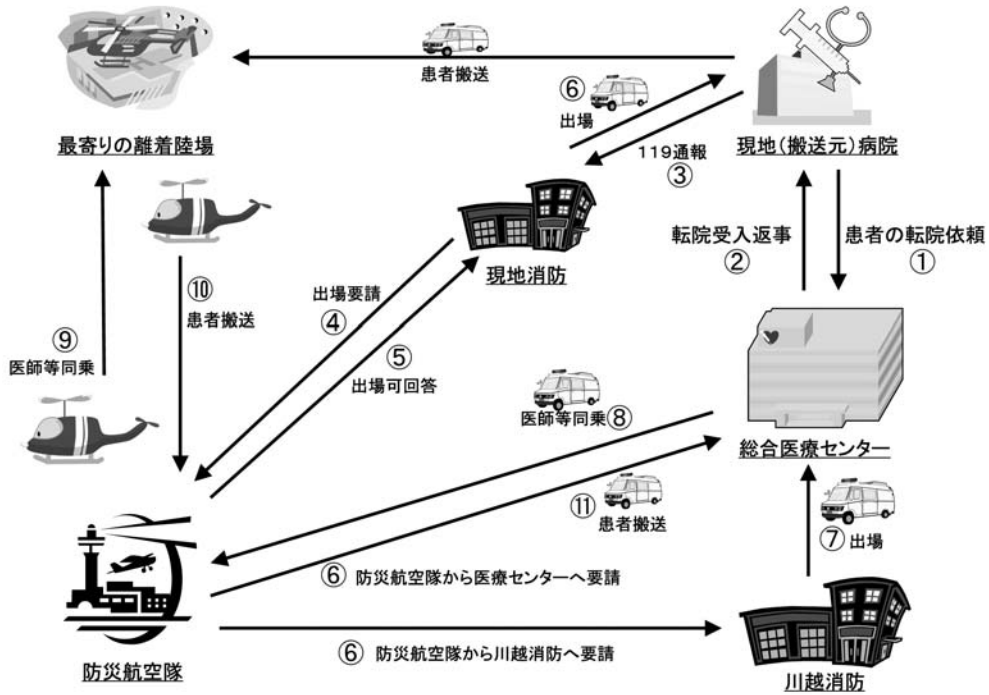 患者搬送
⑥
出場
最寄りの離着陸場
119通報
③
現地(搬送元)病院
転院受入返事
②
患者の転院依頼
①
現地消防
⑩
患者搬送
出場要請
④
⑨
医師等同乗
⑤
出場可回答
医師等同乗⑧
総合医療センター
⑪
患者搬送
⑦ 出場
⑥ 防災航空隊から医療センターへ要請
⑥ 防災航空隊から川越消防へ要請
防災航空隊
川越消防